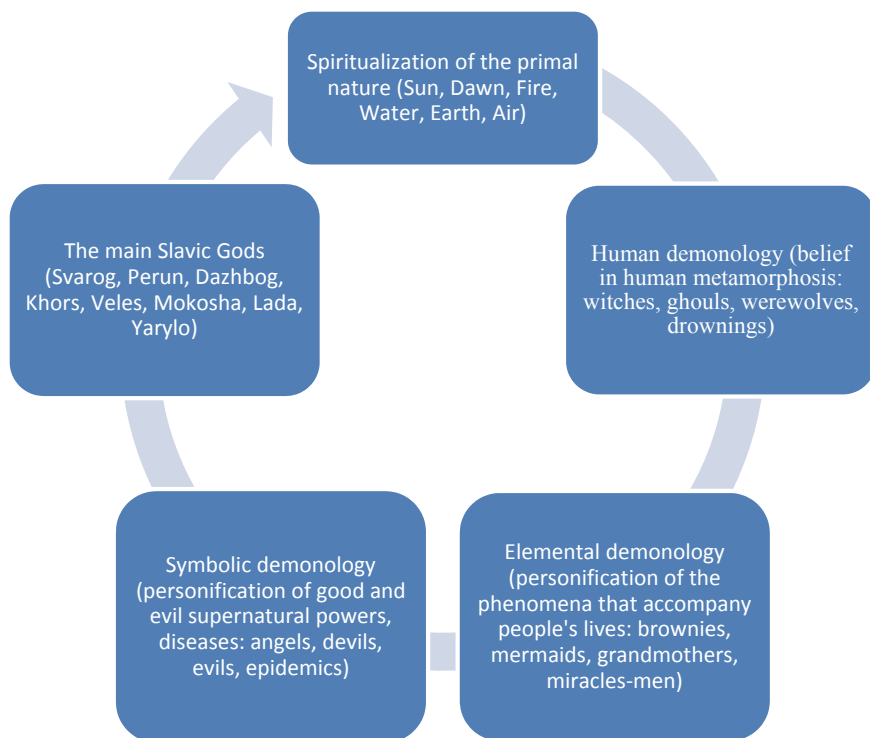 Spiritualization of the primal
nature (Sun, Dawn, Fire,
Water, Earth, Air)
Human demonology (belief
in human metamorphosis:
witches, ghouls, werewolves,
drownings)
Elemental demonology
(personification of the
phenomena that accompany
people's lives: brownies,
mermaids, grandmothers,
miracles-men)
Symbolic demonology
(personification of good and
evil supernatural powers,
diseases: angels, devils,
evils, epidemics)
The main Slavic Gods
(Svarog, Perun, Dazhbog,
Khors, Veles, Mokosha, Lada,
Yarylo)